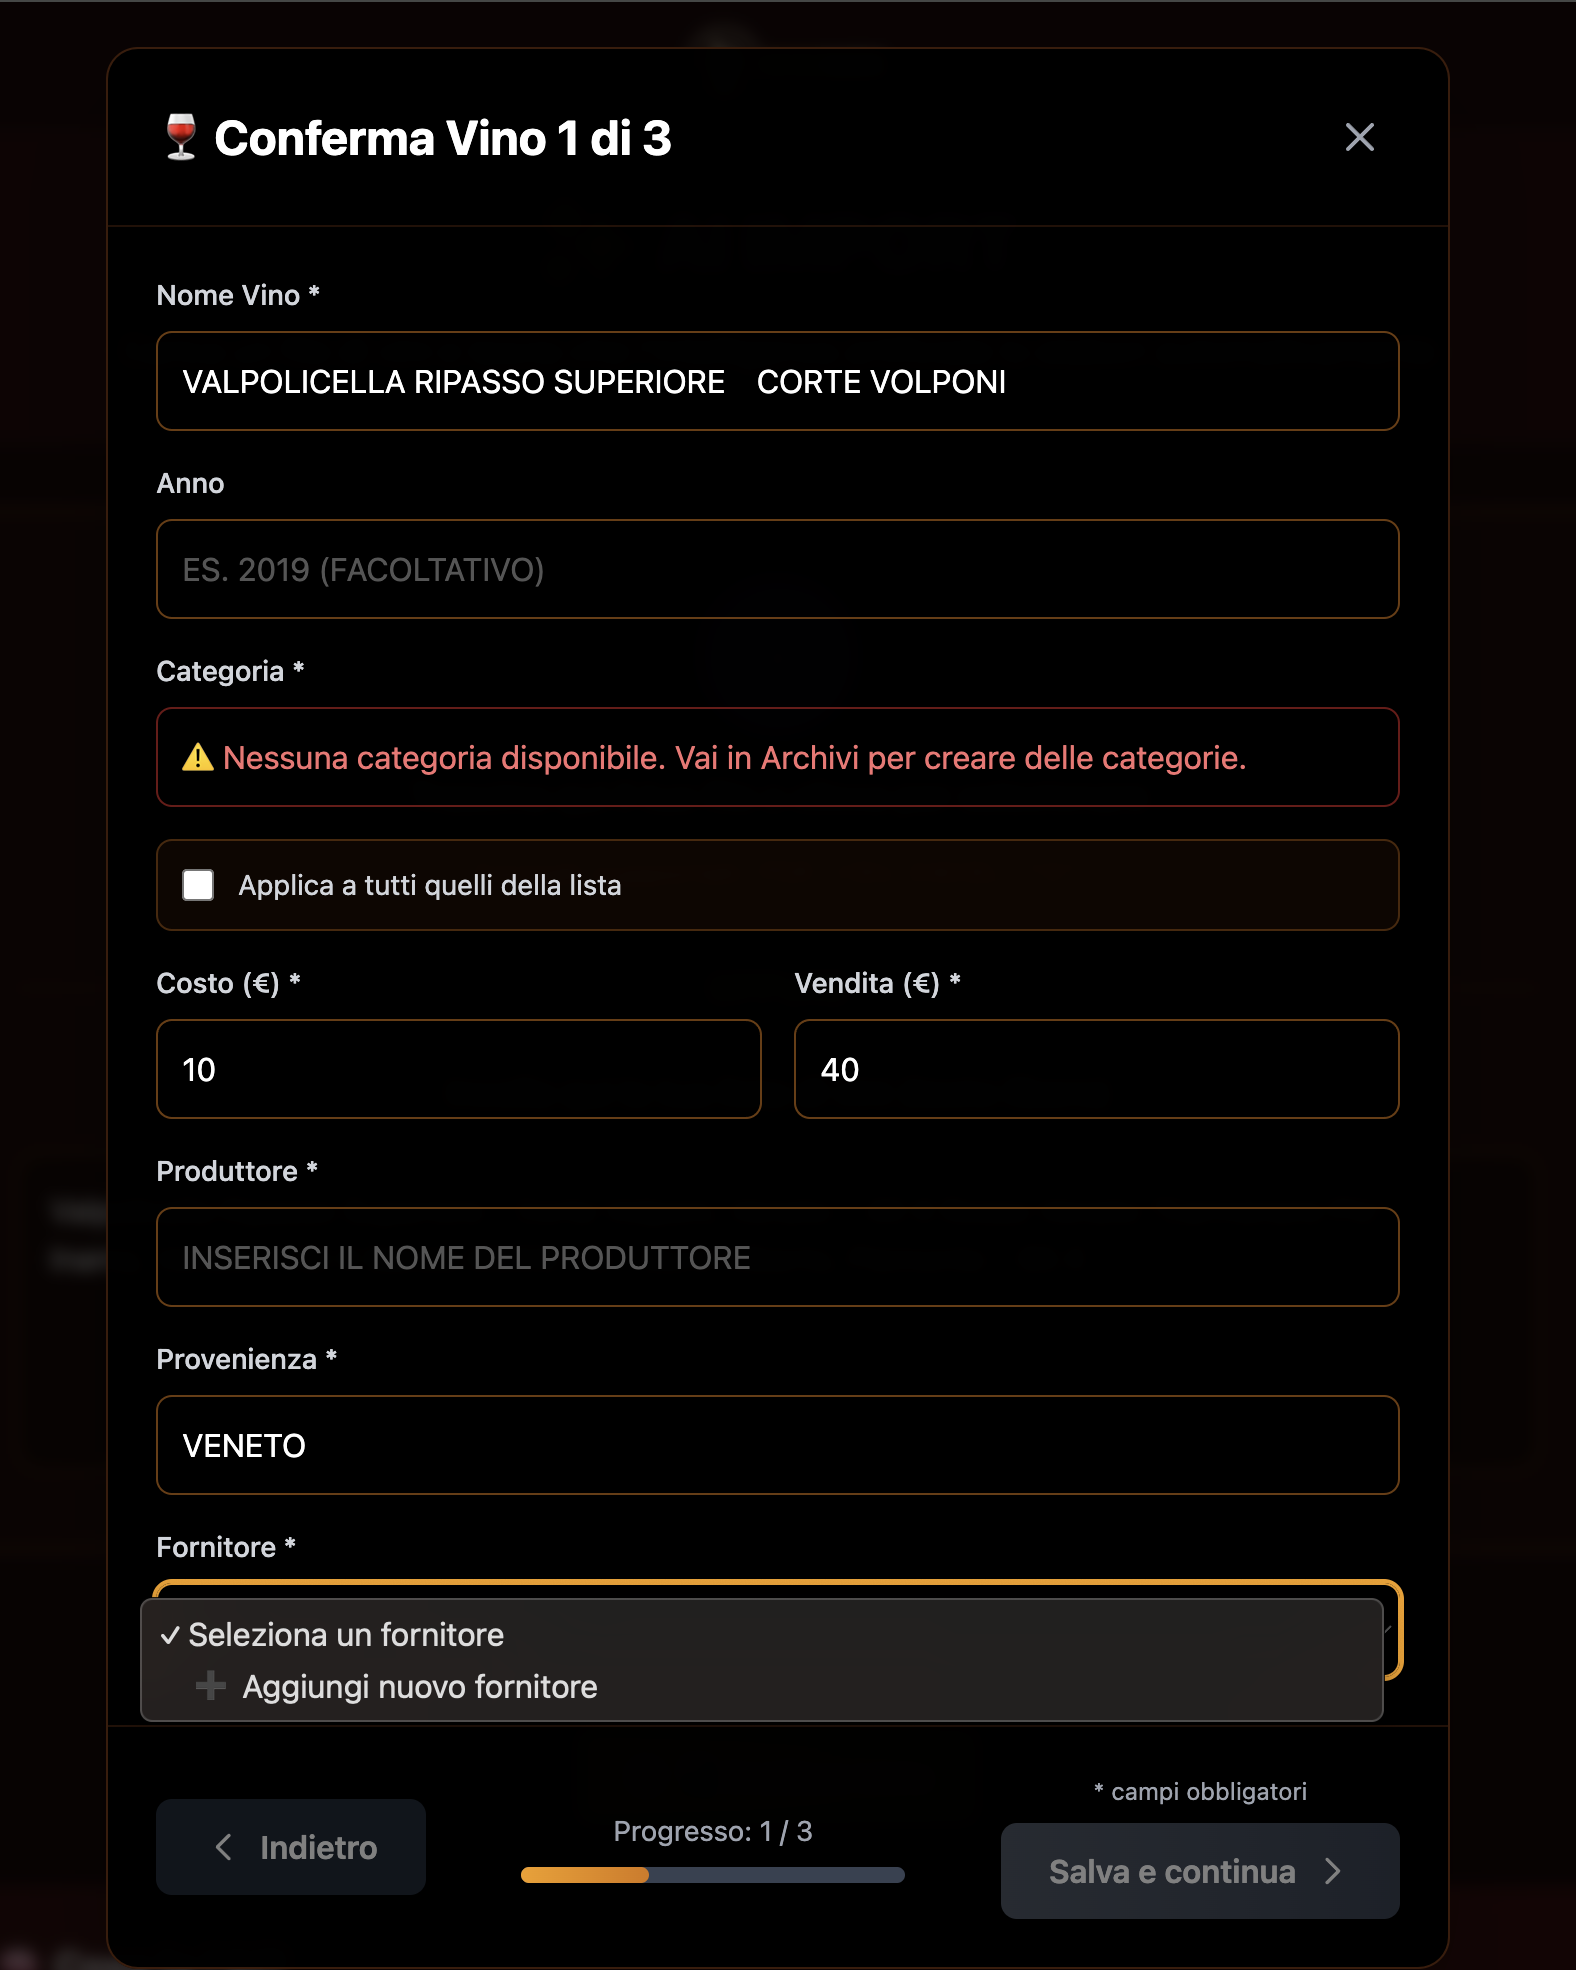 Conferma Vino 1 di 3
Nome Vino *
VALPOLICELLA RIPASSO SUPERIORE CORTE VOLPONI
Anno
ES. 2019 (FACOLTATIVO)
Categoria *
Nessuna categoria disponibile. Vai in Archivi per creare delle categorie.
Applica a tutti quelli della lista
Costo (€) *
Vendita (€) *
10
40
Produttore *
INSERISCI IL NOME DEL PRODUTTORE
Provenienza *
VENETO
Fornitore *
✓ Seleziona un fornitore
Aggiungi nuovo fornitore
* campi obbligatori
Indietro
Progresso: 1 / 3
Salva e continua